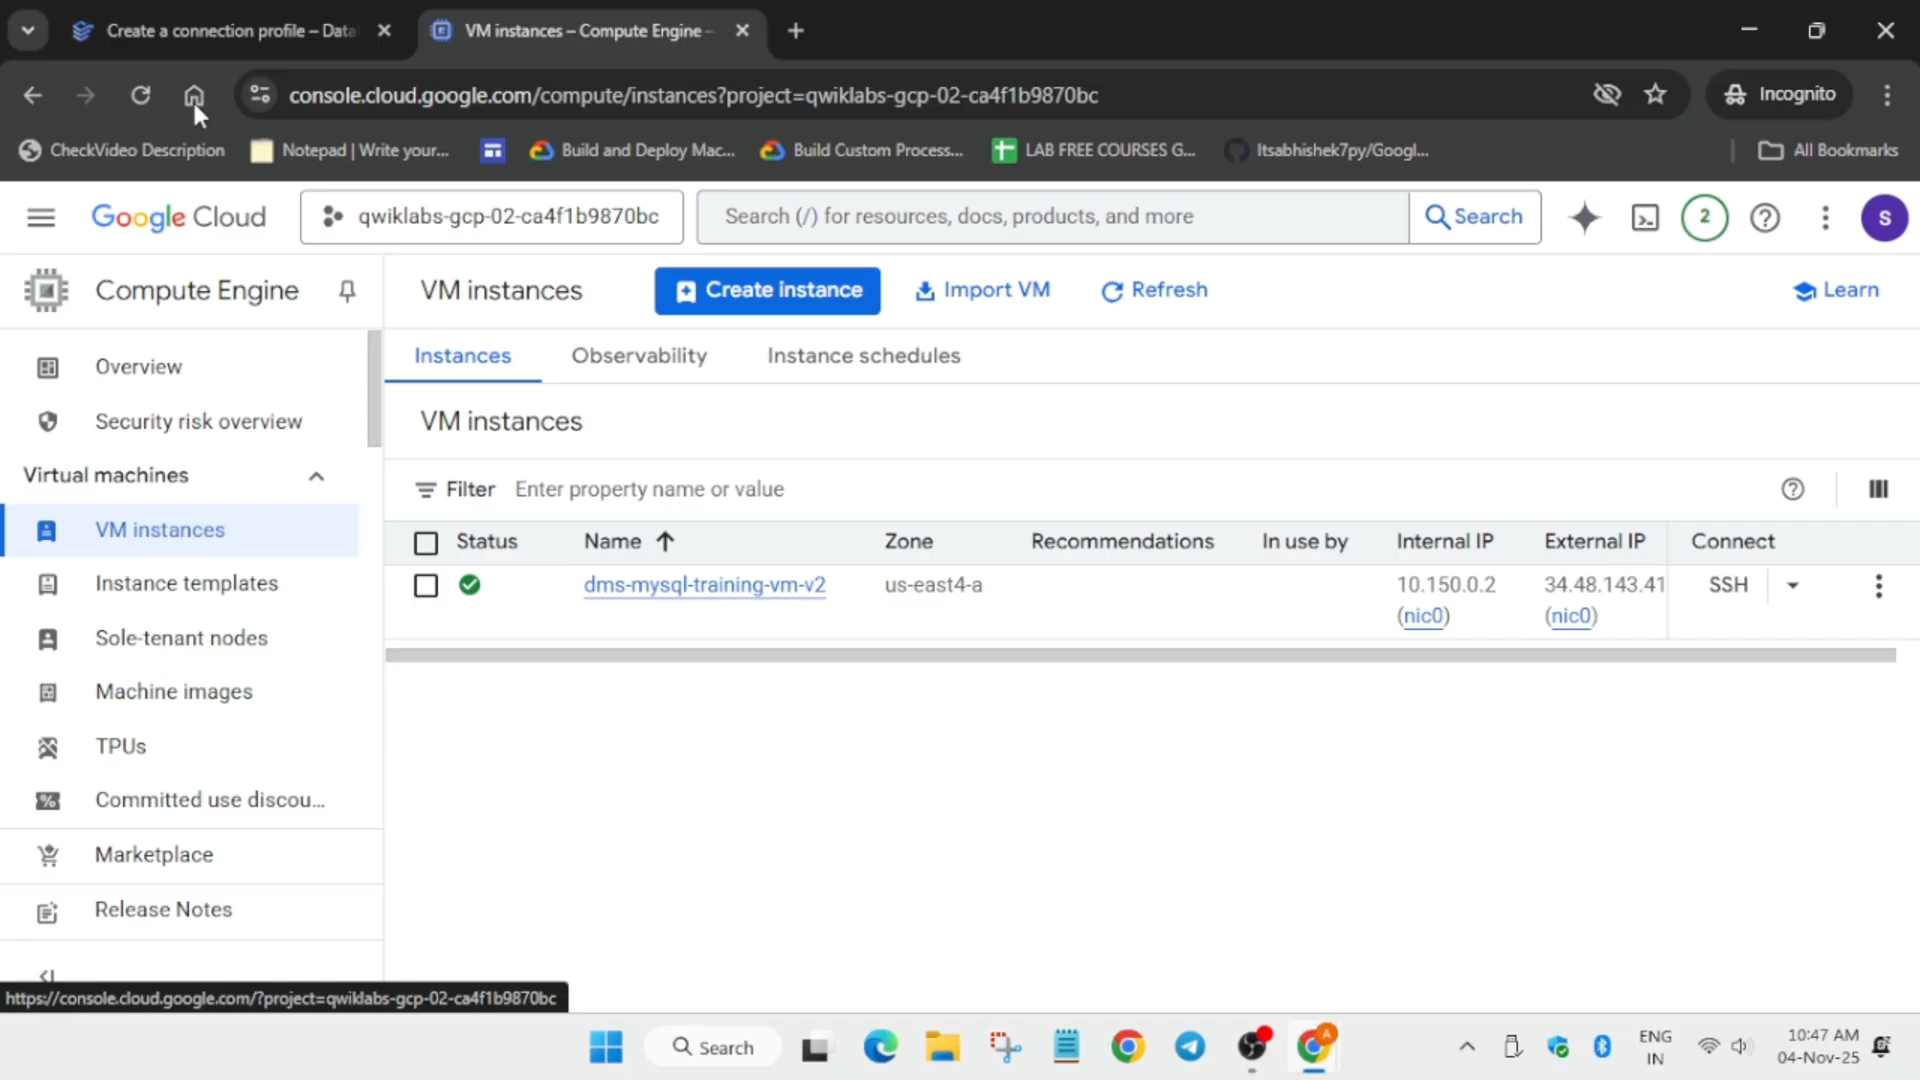 Create a connection profile – Data
VM instances – Compute Engine –
console.cloud.google.com/compute/instances?project=qwiklabs-gcp-02-ca4f1b9870bc
Incognito
CheckVideo Description
Notepad | Write your...
Build and Deploy Mac...
Build Custom Process...
LAB FREE COURSES G...
Itsabhishek7py/Googl...
All Bookmarks
Google Cloud
qwiklabs-gcp-02-ca4f1b9870bc
Search (/) for resources, docs, products, and more
Search
2
S
Compute Engine
VM instances
Create instance
Import VM
Refresh
Learn
Overview
Security risk overview
Virtual machines
VM instances
Instance templates
Sole-tenant nodes
Machine images
TPUs
Committed use discou...
Marketplace
Release Notes
Instances
Observability
Instance schedules
VM instances
Filter
Enter property name or value
Status Name Zone Recommendations In use by Internal IP External IP Connect
dms-mysql-training-vm-v2 us-east4-a 10.150.0.2 34.48.143.41 SSH
(nic0) (nic0)
https://console.cloud.google.com/?project=qwiklabs-gcp-02-ca4f1b9870bc
Search
A
ENG
IN
10:47 AM
04-Nov-25